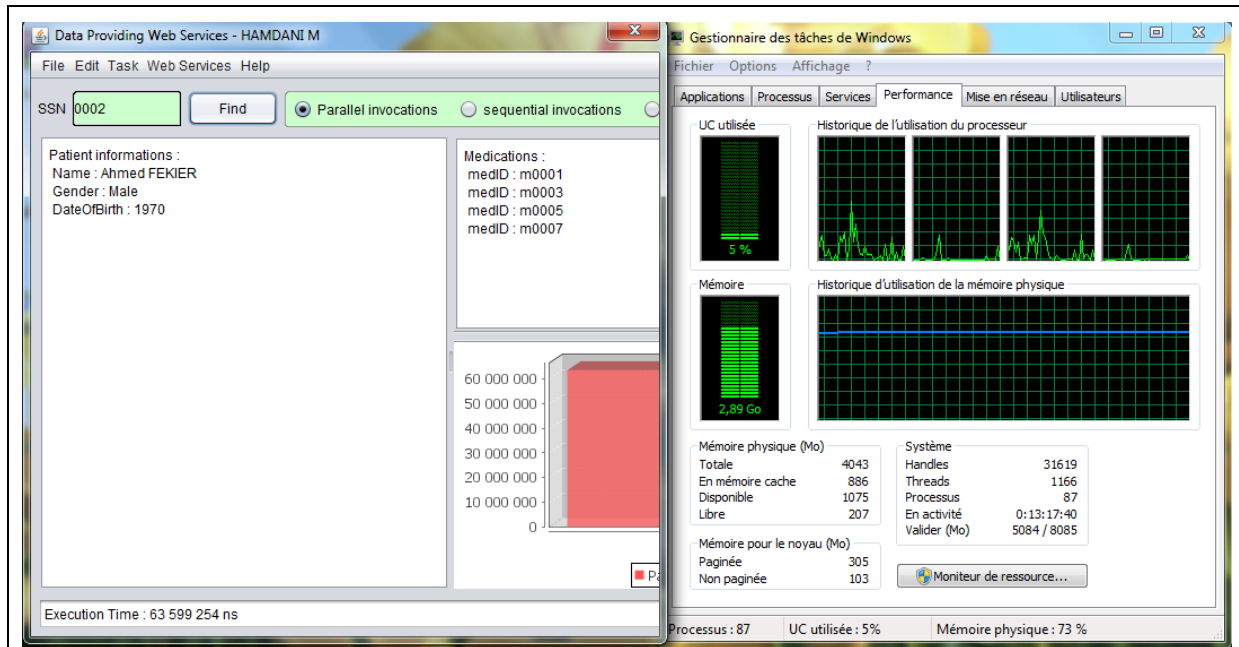 Data Providing Web Services - HAMDANI M
File Edit Task Web Services Help
SSN 0002 Find Parallel invocations sequential invocations
Patient informations :
Name : Ahmed FEKIER
Gender : Male
DateOfBirth : 1970
Medications :
medID : m0001
medID : m0003
medID : m0005
medID : m0007
60 000 000
50 000 000
40 000 000
30 000 000
20 000 000
10 000 000
0
Execution Time : 63 599 254 ns
Gestionnaire des tâches de Windows
Fichier Options Affichage ?
Applications Processus Services Performance Mise en réseau Utilisateurs
UC utilisée
5 %
Historique de l'utilisation du processeur
Mémoire
2,89 Go
Historique d'utilisation de la mémoire physique
Mémoire physique (Mo)
Totale 4043
En mémoire cache 886
Disponible 1075
Libre 207
Mémoire pour le noyau (Mo)
Paginée 305
Non paginée 103
Système
Handles 31619
Threads 1166
Processus 87
En activité 0:13:17:40
Valider (Mo) 5084 / 8085
Moniteur de ressource...
Processus : 87 UC utilisée : 5% Mémoire physique : 73 %